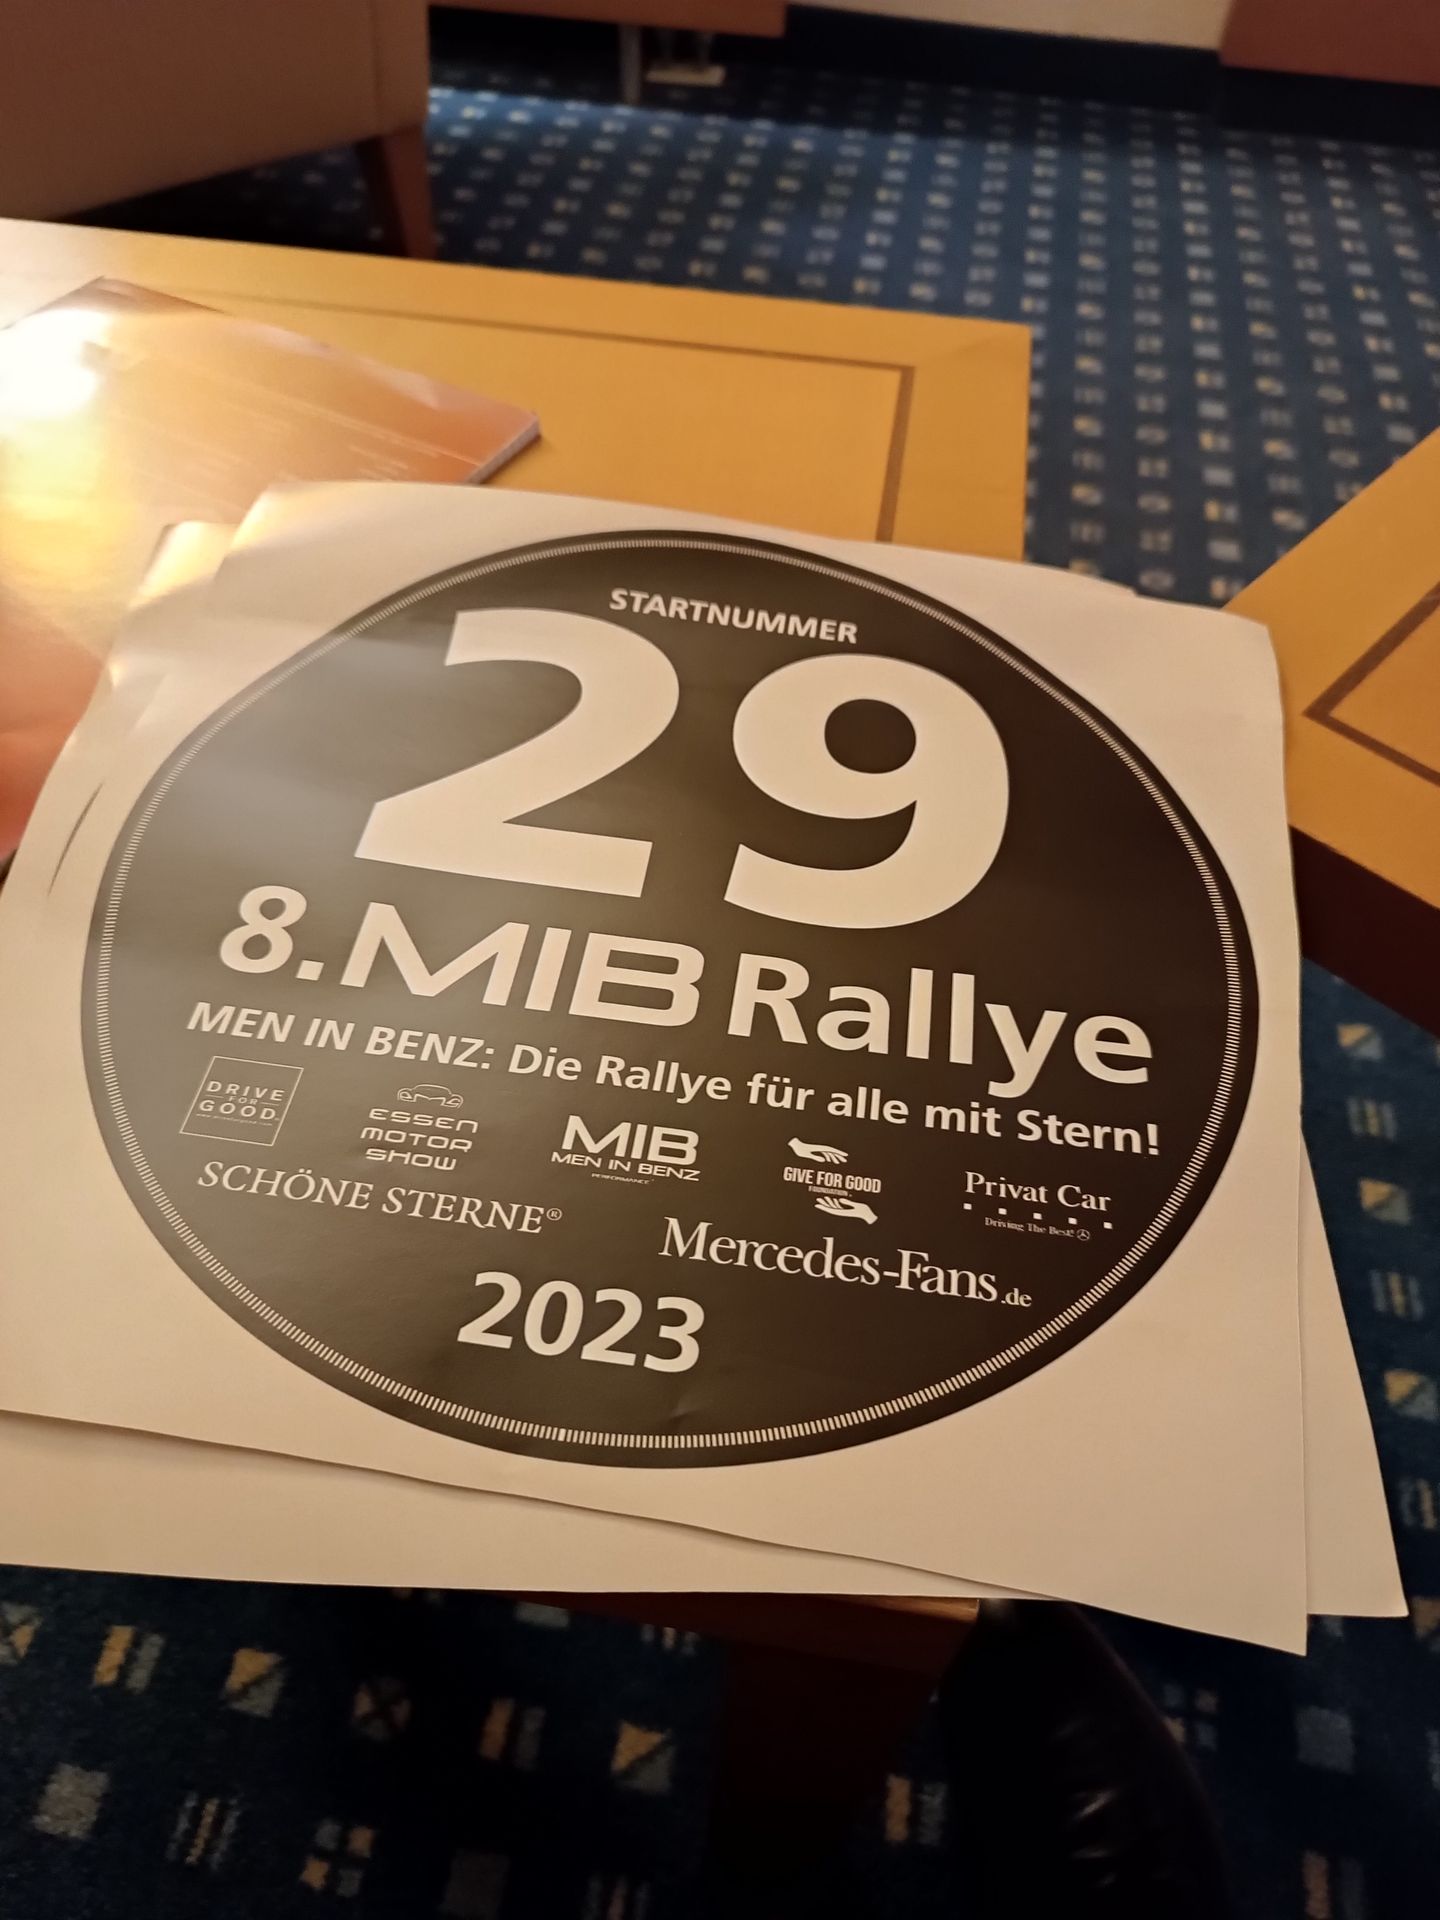 STARTNUMMER
29
8. MIB Rallye
MEN IN BENZ: Die Rallye für alle mit Stern!
DRIVE
FOR
GOOD
ESSEN
MOTOR
SHOW
MIB
MEN IN BENZ
PERFORMANCE
GIVE FOR GOOD
FOUNDATION
Privat Car
Driving The Best!
SCHÖNE STERNE®
Mercedes-Fans.de
2023